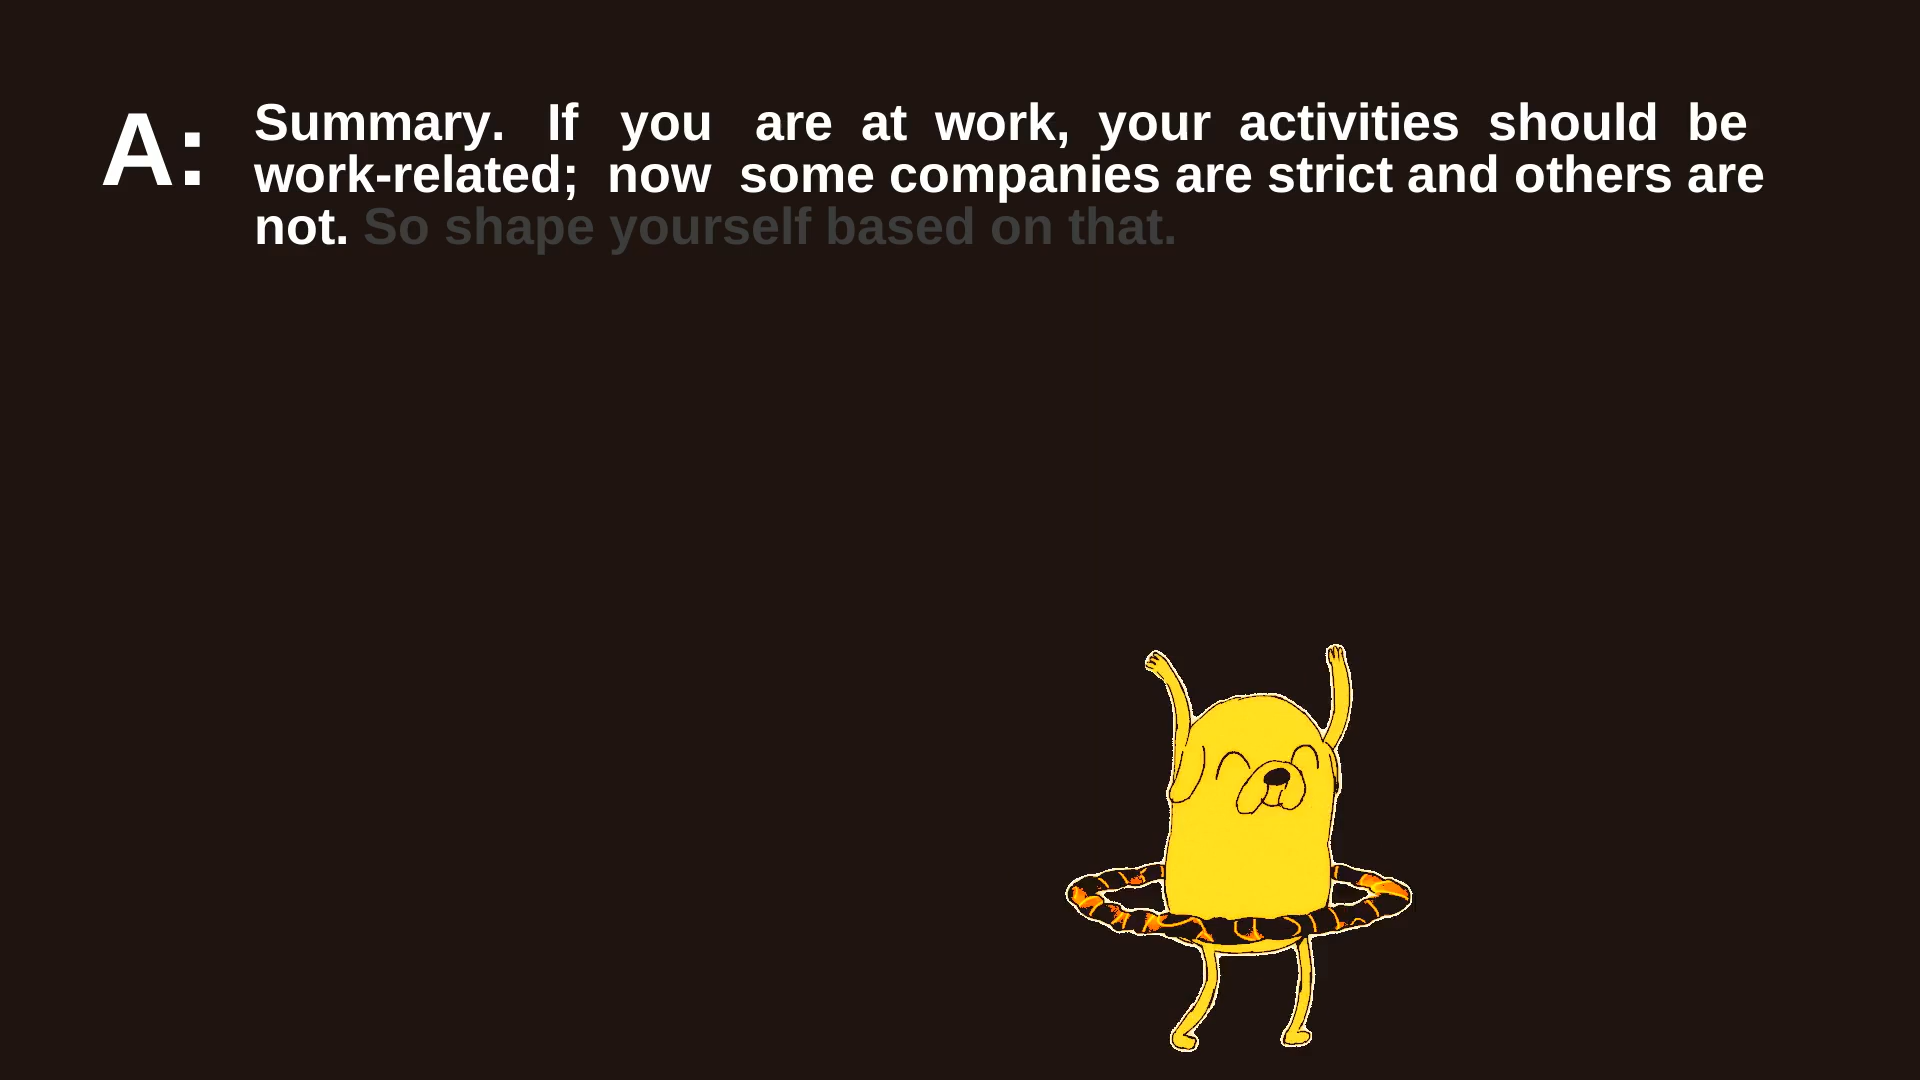 A: Summary. If you are at work, your activities should be
work-related; now some companies are strict and others are
not. So shape yourself based on that.